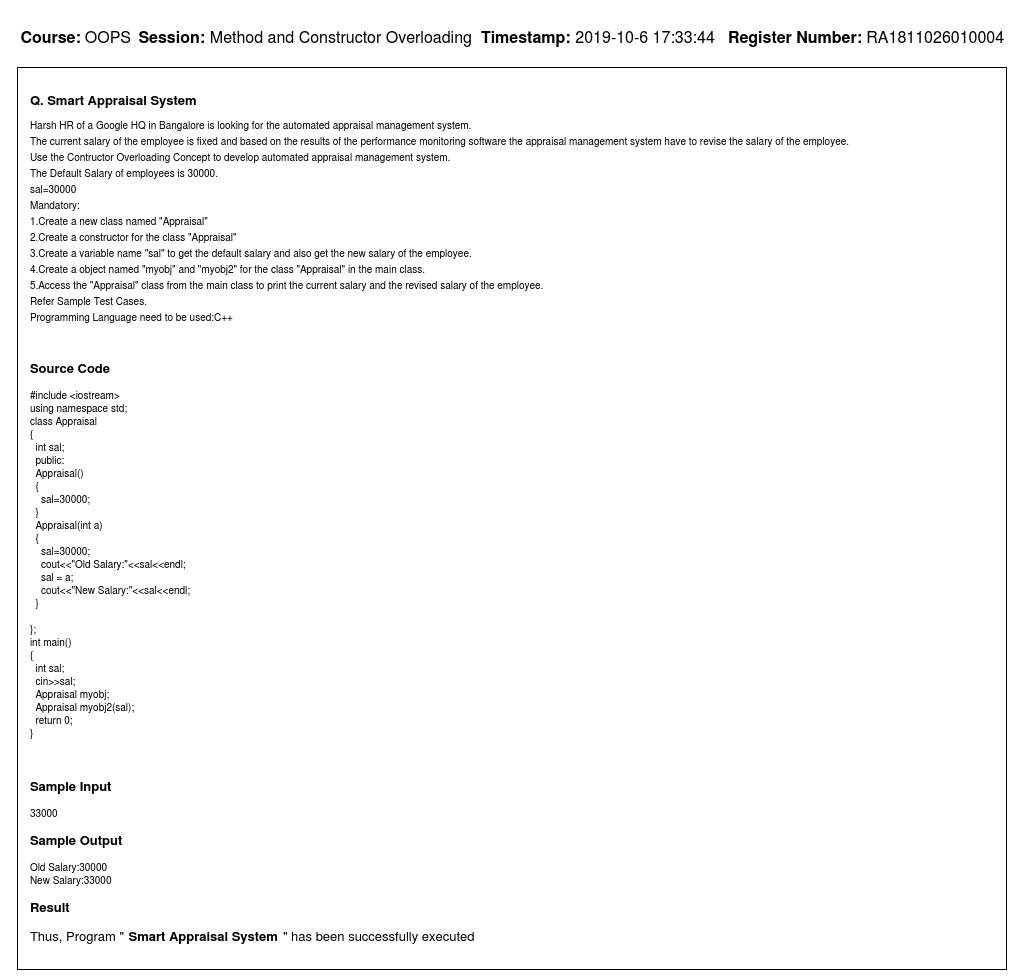 Course: OOPS Session: Method and Constructor Overloading Timestamp: 2019-10-6 17:33:44 Register Number: RA1811026010004
Q. Smart Appraisal System
Harsh HR of a Google HQ in Bangalore is looking for the automated appraisal management system.
The current salary of the employee is fixed and based on the results of the performance monitoring software the appraisal management system have to revise the salary of the employee.
Use the Contructor Overloading Concept to develop automated appraisal management system.
The Default Salary of employees is 30000.
sal=30000
Mandatory:
1.Create a new class named "Appraisal"
2.Create a constructor for the class "Appraisal"
3.Create a variable name "sal" to get the default salary and also get the new salary of the employee.
4.Create a object named "myobj" and "myobj2" for the class "Appraisal" in the main class.
5.Access the "Appraisal" class from the main class to print the current salary and the revised salary of the employee.
Refer Sample Test Cases.
Programming Language need to be used:C++
Source Code
#include <iostream>
using namespace std;
class Appraisal
{
int sal;
public:
Appraisal()
{
sal=30000;
}
Appraisal(int a)
{
sal=30000;
cout<<"Old Salary:"<<sal<<endl;
sal = a;
cout<<"New Salary:"<<sal<<endl;
}
};
int main()
{
int sal;
cin>>sal;
Appraisal myobj;
Appraisal myobj2(sal);
return 0;
}
Sample Input
33000
Sample Output
Old Salary:30000
New Salary:33000
Result
Thus, Program " Smart Appraisal System " has been successfully executed